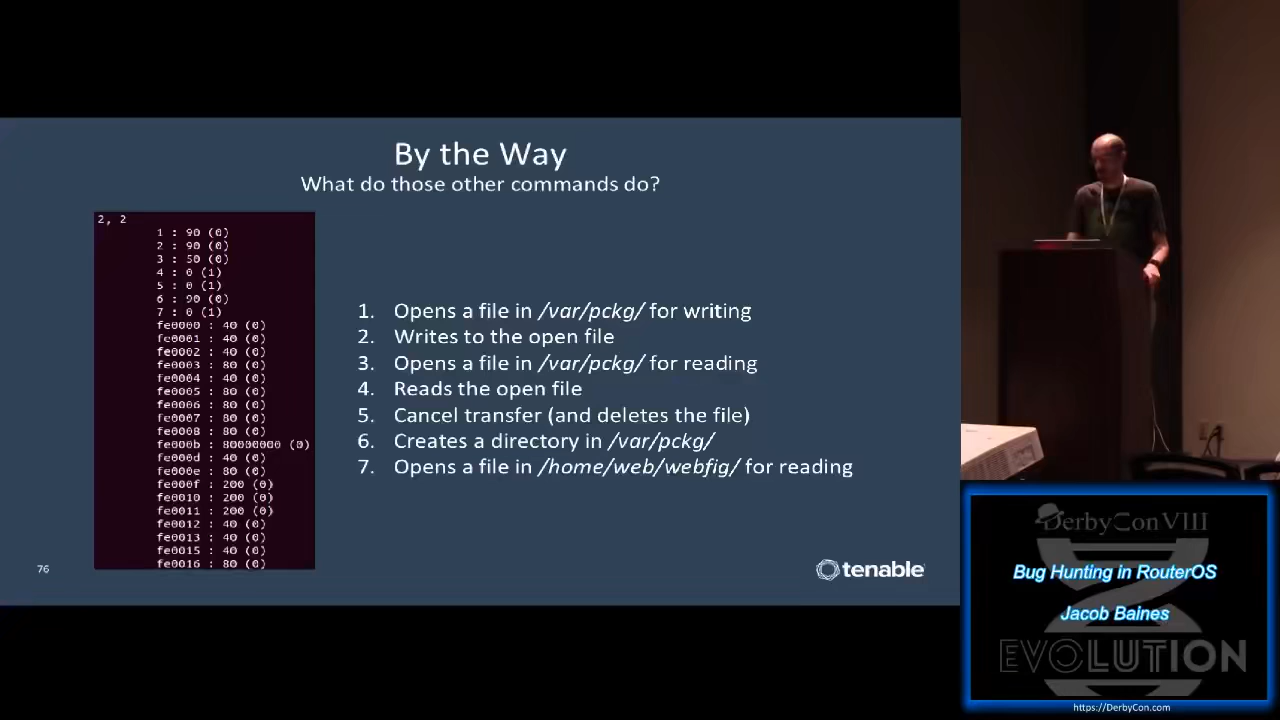 By the Way
What do those other commands do?
2, 2
1 : 90 (0)
2 : 90 (0)
3 : 50 (0)
4 : 0 (1)
5 : 0 (1)
6 : 90 (0)
7 : 0 (1)
fe0000 : 40 (0)
fe0001 : 40 (0)
fe0002 : 40 (0)
fe0003 : 80 (0)
fe0004 : 40 (0)
fe0005 : 80 (0)
fe0006 : 80 (0)
fe0007 : 80 (0)
fe0008 : 80 (0)
fe000b : 80000000 (0)
fe000d : 40 (0)
fe000e : 80 (0)
fe000f : 200 (0)
fe0010 : 200 (0)
fe0011 : 200 (0)
fe0012 : 40 (0)
fe0013 : 40 (0)
fe0015 : 40 (0)
fe0016 : 80 (0)
1. Opens a file in /var/pckg/ for writing
2. Writes to the open file
3. Opens a file in /var/pckg/ for reading
4. Reads the open file
5. Cancel transfer (and deletes the file)
6. Creates a directory in /var/pckg/
7. Opens a file in /home/web/webfig/ for reading
76
tenable
DerbyCon VIII
Bug Hunting in RouterOS
Jacob Baines
EVOLUTION
https://DerbyCon.com